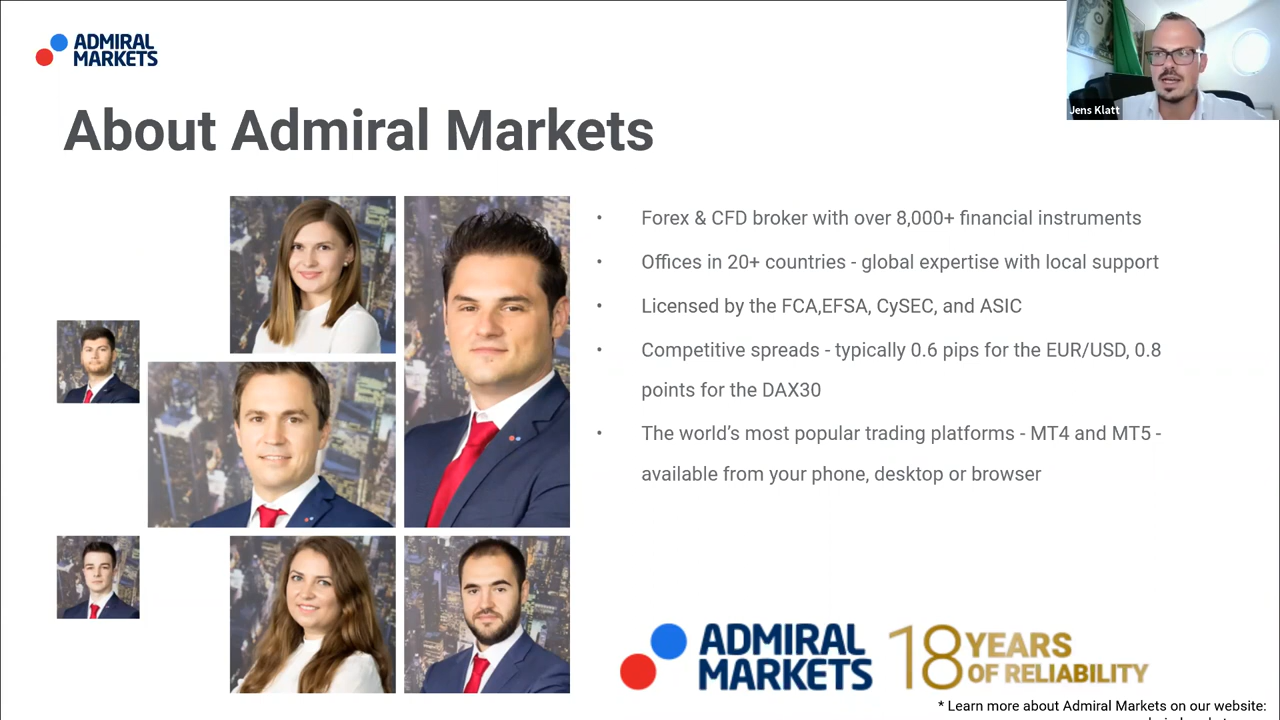 ADMIRAL
MARKETS
Jens Klatt
About Admiral Markets
• Forex & CFD broker with over 8,000+ financial instruments
• Offices in 20+ countries - global expertise with local support
• Licensed by the FCA,EFSA, CySEC, and ASIC
• Competitive spreads - typically 0.6 pips for the EUR/USD, 0.8
points for the DAX30
• The world’s most popular trading platforms - MT4 and MT5 -
available from your phone, desktop or browser
ADMIRAL
MARKETS
18 YEARS
OF RELIABILITY
* Learn more about Admiral Markets on our website: